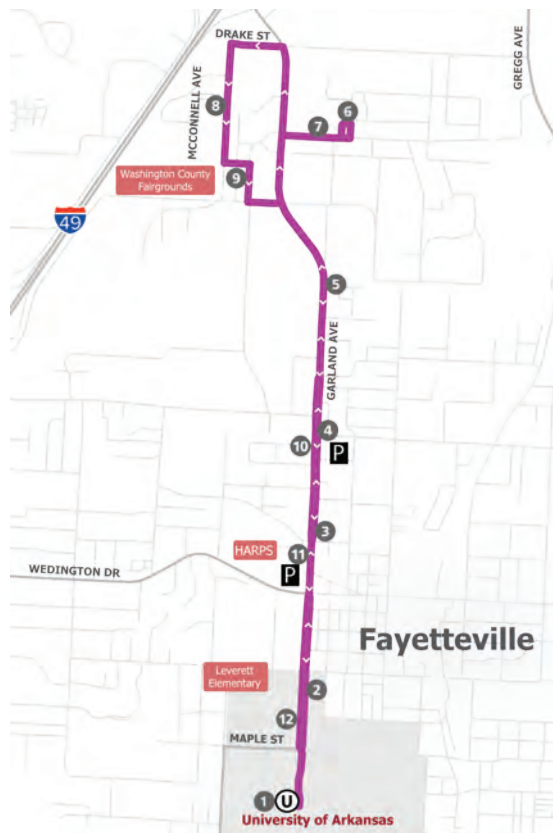 DRAKE ST
GREGG AVE
MCCONNELL AVE
6
8
7
Washington County
Fairgrounds
9
49
5
GARLAND AVE
4
10
P
3
HARPS
11
WEDINGTON DR
P
Fayetteville
Leverett
Elementary
2
12
MAPLE ST
1 U
University of Arkansas